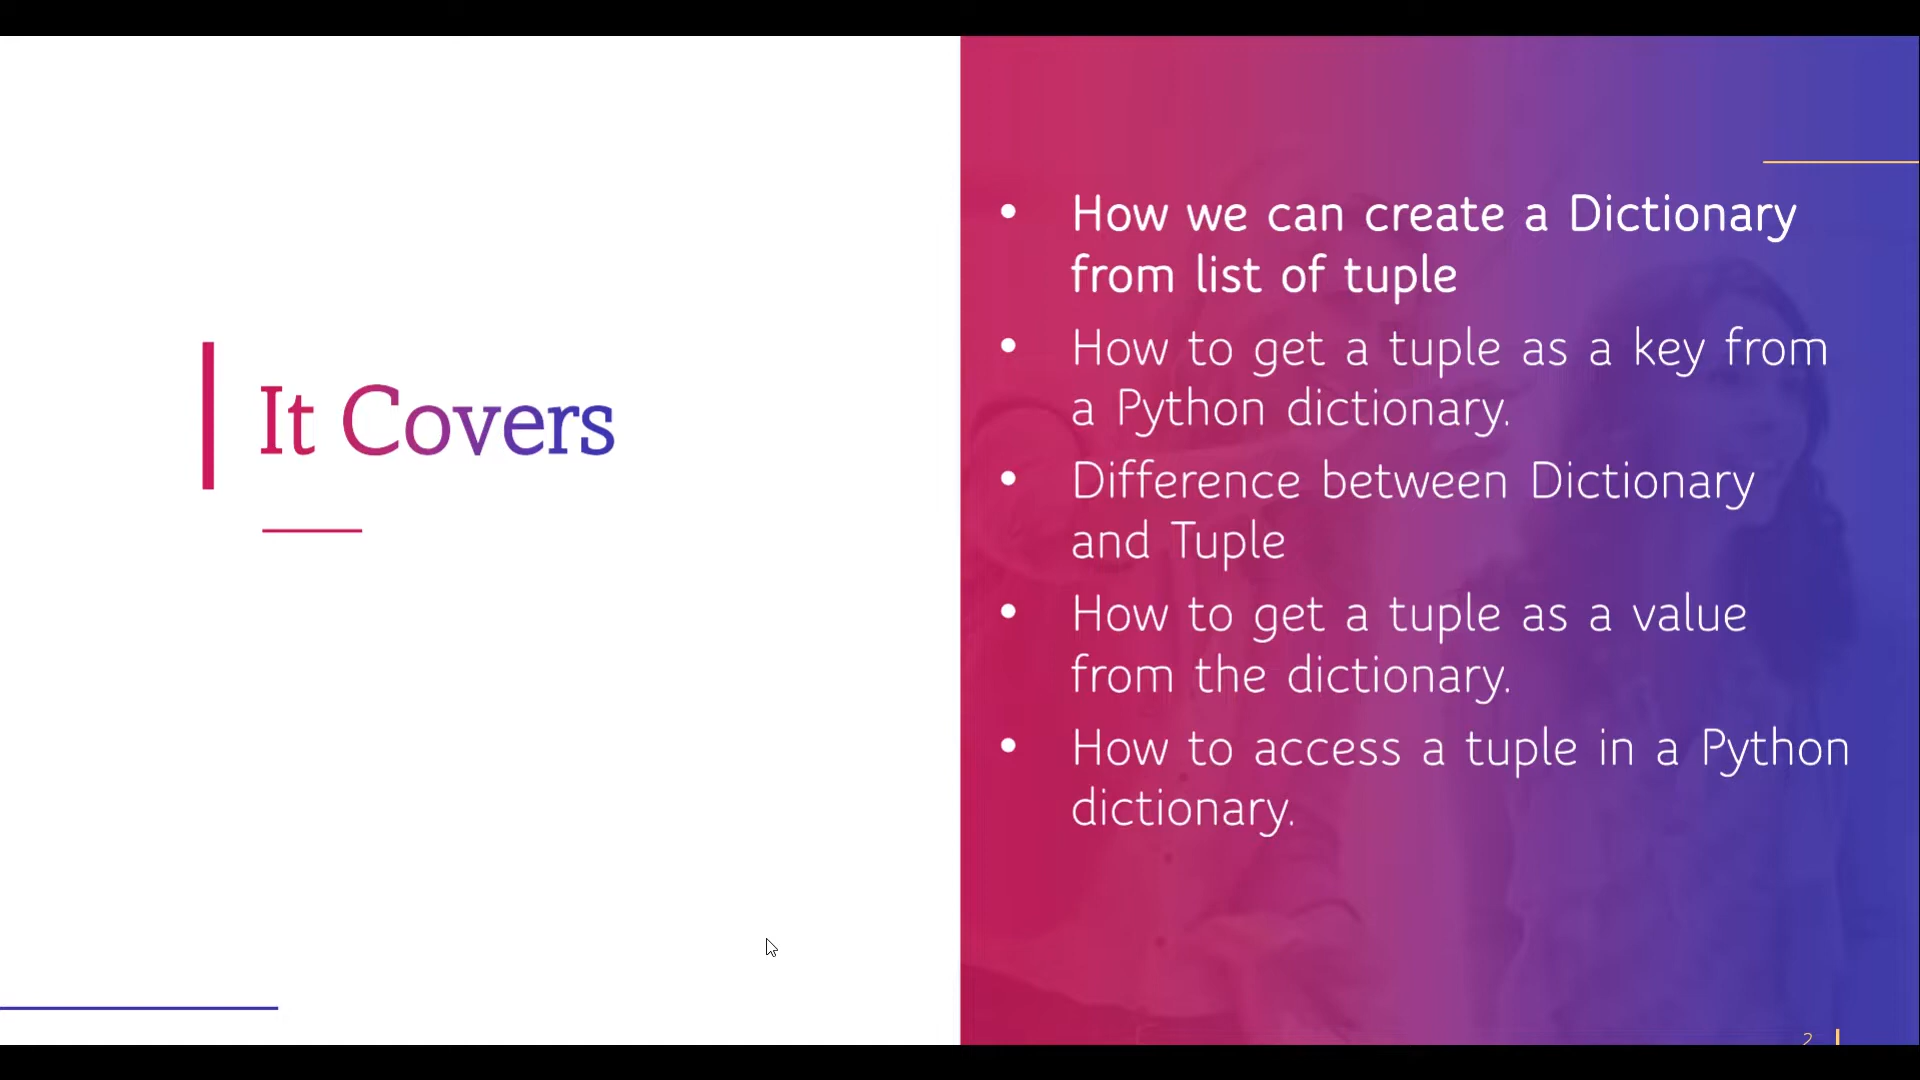 It Covers
• How we can create a Dictionary
from list of tuple
• How to get a tuple as a key from
a Python dictionary.
• Difference between Dictionary
and Tuple
• How to get a tuple as a value
from the dictionary.
• How to access a tuple in a Python
dictionary.
2